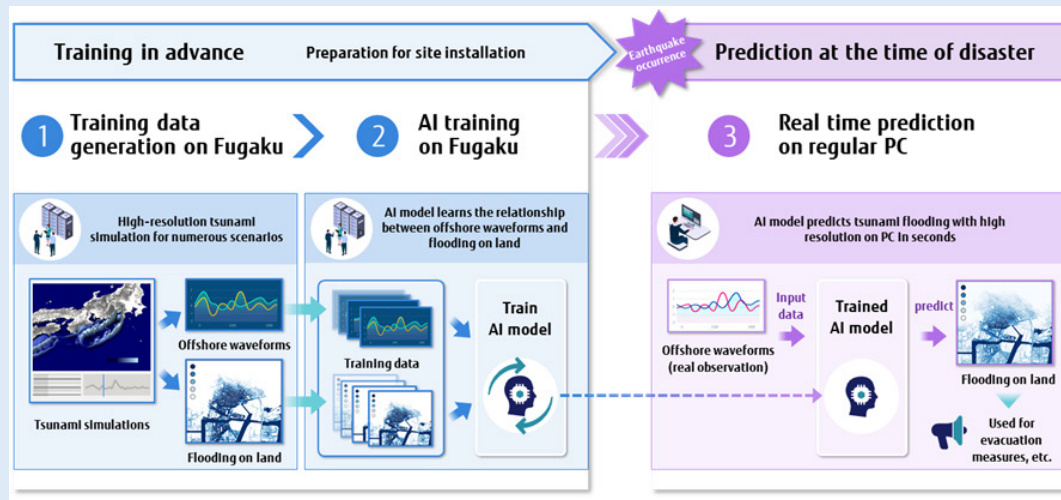 Training in advance
Preparation for site installation
Earthquake
occurrence
Prediction at the time of disaster
1
Training data
generation on Fugaku
2
AI training
on Fugaku
3
Real time prediction
on regular PC
High-resolution tsunami
simulation for numerous scenarios
AI model learns the relationship
between offshore waveforms and
flooding on land
AI model predicts tsunami flooding with high
resolution on PC in seconds
Tsunami simulations
Offshore waveforms
Flooding on land
Training data
Train
AI model
Offshore waveforms
(real observation)
Input
data
Trained
AI model
predict
Flooding on land
Used for
evacuation
measures, etc.